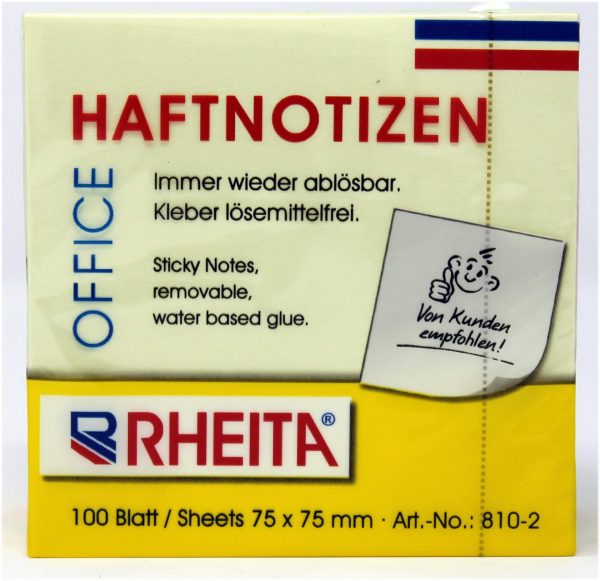 HAFTNOTIZEN
OFFICE
Immer wieder ablösbar.
Kleber lösemittelfrei.
Sticky Notes,
removable,
water based glue.
Von Kunden
empfohlen!
RHEITA®
100 Blatt / Sheets 75 x 75 mm · Art.-No.: 810-2